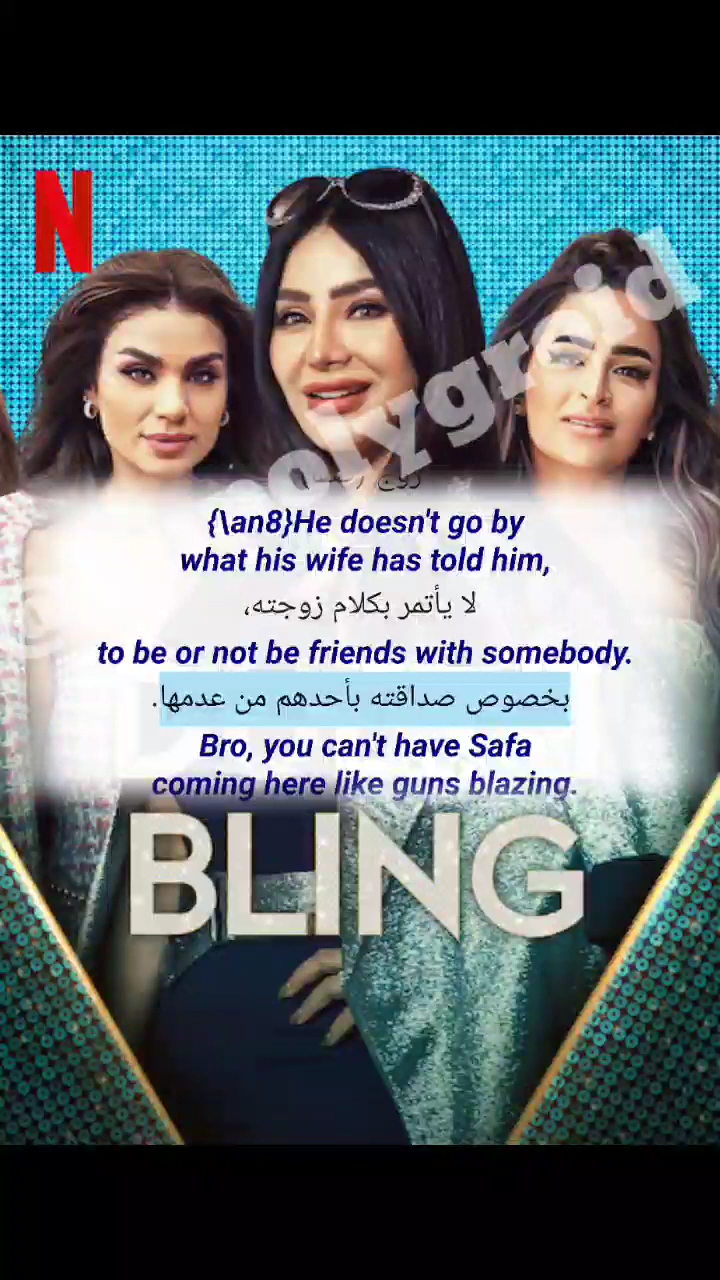 N
polygroid
{\an8}He doesn't go by
what his wife has told him,
لا يأتمر بكلام زوجته،
to be or not be friends with somebody.
بخصوص صداقته بأحدهم من عدمها.
Bro, you can't have Safa
coming here like guns blazing.
BLING